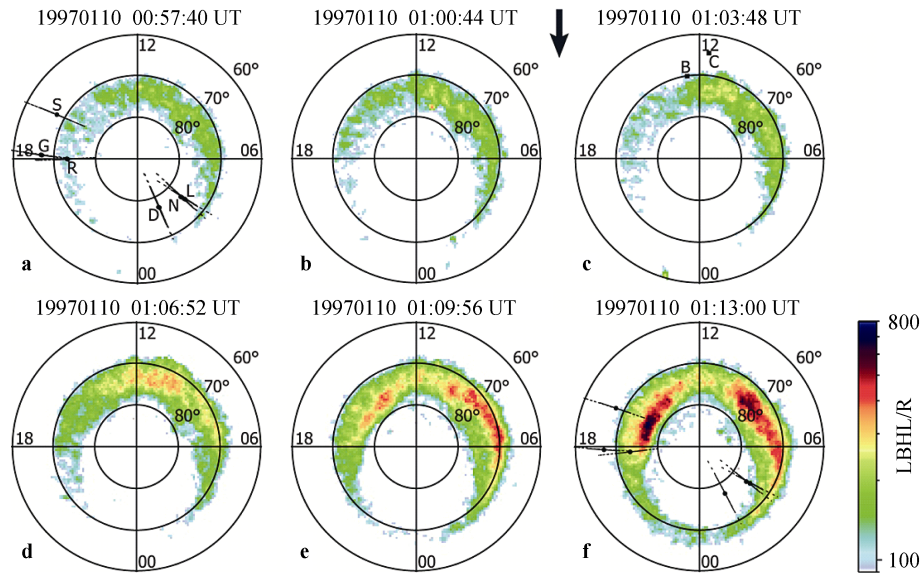 19970110 00:57:40 UT
19970110 01:00:44 UT
19970110 01:03:48 UT
12
60°
70°
80°
S
G
18
R
06
L
N
D
00
a
12
60°
70°
80°
18
06
00
b
12
C
B
60°
70°
80°
18
06
00
c
19970110 01:06:52 UT
19970110 01:09:56 UT
19970110 01:13:00 UT
12
60°
70°
80°
18
06
00
d
12
60°
70°
80°
18
06
00
e
12
60°
70°
80°
18
06
00
f
800
LBHL/R
100